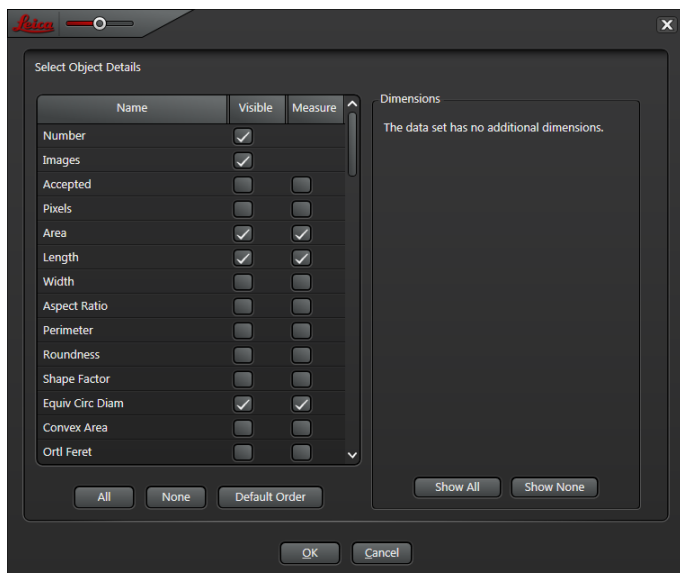 Leica
Select Object Details
Name Visible Measure
Number
Images
Accepted
Pixels
Area
Length
Width
Aspect Ratio
Perimeter
Roundness
Shape Factor
Equiv Circ Diam
Convex Area
Ortl Feret
All None Default Order
Dimensions
The data set has no additional dimensions.
Show All Show None
OK Cancel